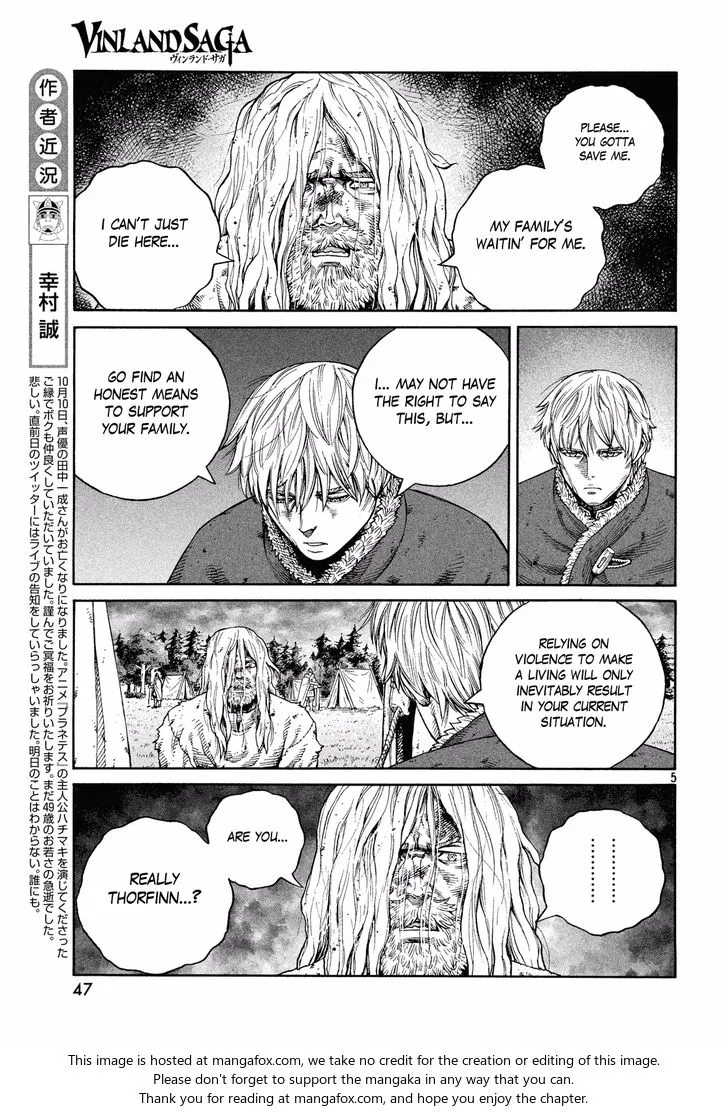 VINLAND SAGA
ヴィンランド・サガ
作者近況
幸村誠
10月10日、声優の田中一成さんがお亡くなりになりました。アニメ『プラネテス』の主人公ハチマキを演じてくださった
ご縁でボクも仲良くしていただいていました。謹んでご冥福をお祈りいたします。まだ49歳のお若さの急逝でした。
悲しい。直前日のツイッターにはライブの告知をしていらっしゃいました。明日のことはわからない。誰にも。
PLEASE...
YOU GOTTA
SAVE ME.
MY FAMILY'S
WAITIN' FOR ME.
I CAN'T JUST
DIE HERE...
I... MAY NOT HAVE
THE RIGHT TO SAY
THIS, BUT...
GO FIND AN
HONEST MEANS
TO SUPPORT
YOUR FAMILY.
RELYING ON
VIOLENCE TO MAKE
A LIVING WILL ONLY
INEVITABLY RESULT
IN YOUR CURRENT
SITUATION.
5
………
………
ARE YOU...
REALLY
THORFINN...?
47
This image is hosted at mangafox.com, we take no credit for the creation or editing of this image.
Please don't forget to support the mangaka in any way that you can.
Thank you for reading at mangafox.com, and hope you enjoy the chapter.